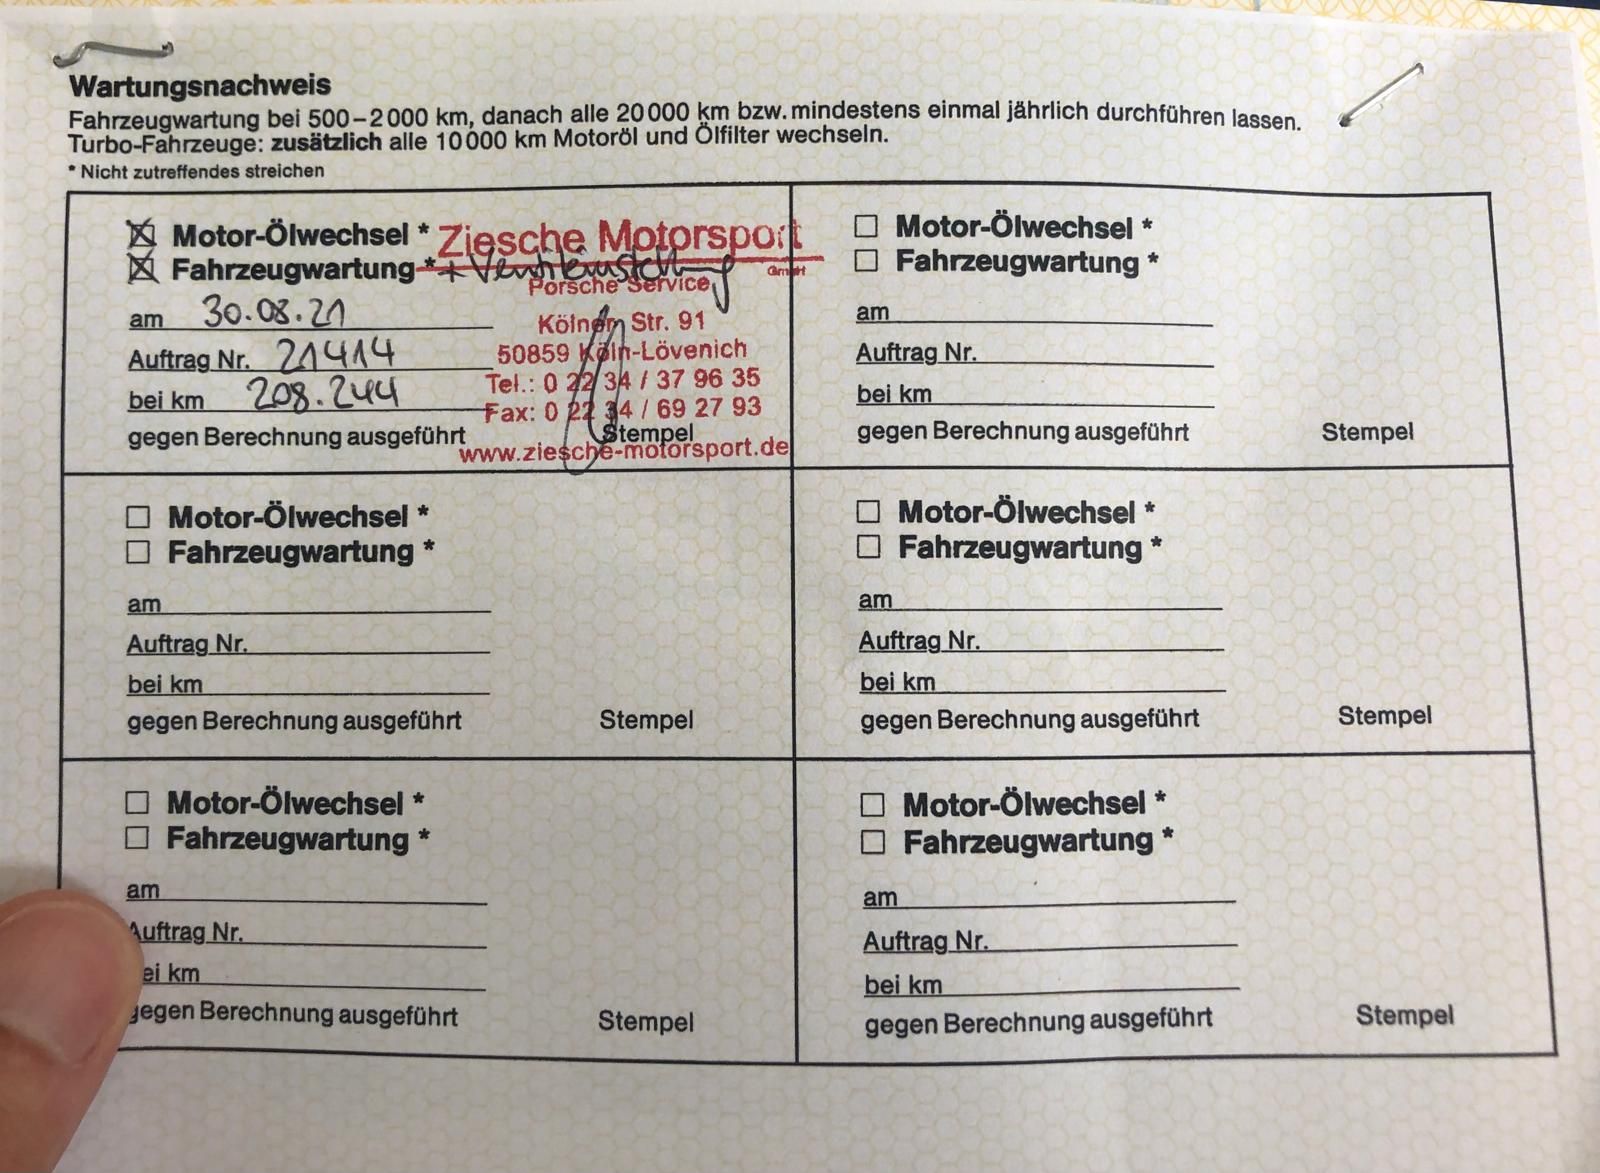 Wartungsnachweis
Fahrzeugwartung bei 500–2000 km, danach alle 20000 km bzw. mindestens einmal jährlich durchführen lassen.
Turbo-Fahrzeuge: zusätzlich alle 10000 km Motoröl und Ölfilter wechseln.
* Nicht zutreffendes streichen
Motor-Ölwechsel *
Fahrzeugwartung * + Ventileinstellung
am 30.08.21
Auftrag Nr. 21414
bei km 208.244
gegen Berechnung ausgeführt Stempel
Ziesche Motorsport
GmbH
Porsche Service
Kölner Str. 91
50859 Köln-Lövenich
Tel.: 0 22 34 / 37 96 35
Fax: 0 22 34 / 69 27 93
www.ziesche-motorsport.de
Motor-Ölwechsel *
Fahrzeugwartung *
am
Auftrag Nr.
bei km
gegen Berechnung ausgeführt Stempel
Motor-Ölwechsel *
Fahrzeugwartung *
am
Auftrag Nr.
bei km
gegen Berechnung ausgeführt Stempel
Motor-Ölwechsel *
Fahrzeugwartung *
am
Auftrag Nr.
bei km
gegen Berechnung ausgeführt Stempel
Motor-Ölwechsel *
Fahrzeugwartung *
am
Auftrag Nr.
ei km
gegen Berechnung ausgeführt Stempel
Motor-Ölwechsel *
Fahrzeugwartung *
am
Auftrag Nr.
bei km
gegen Berechnung ausgeführt Stempel